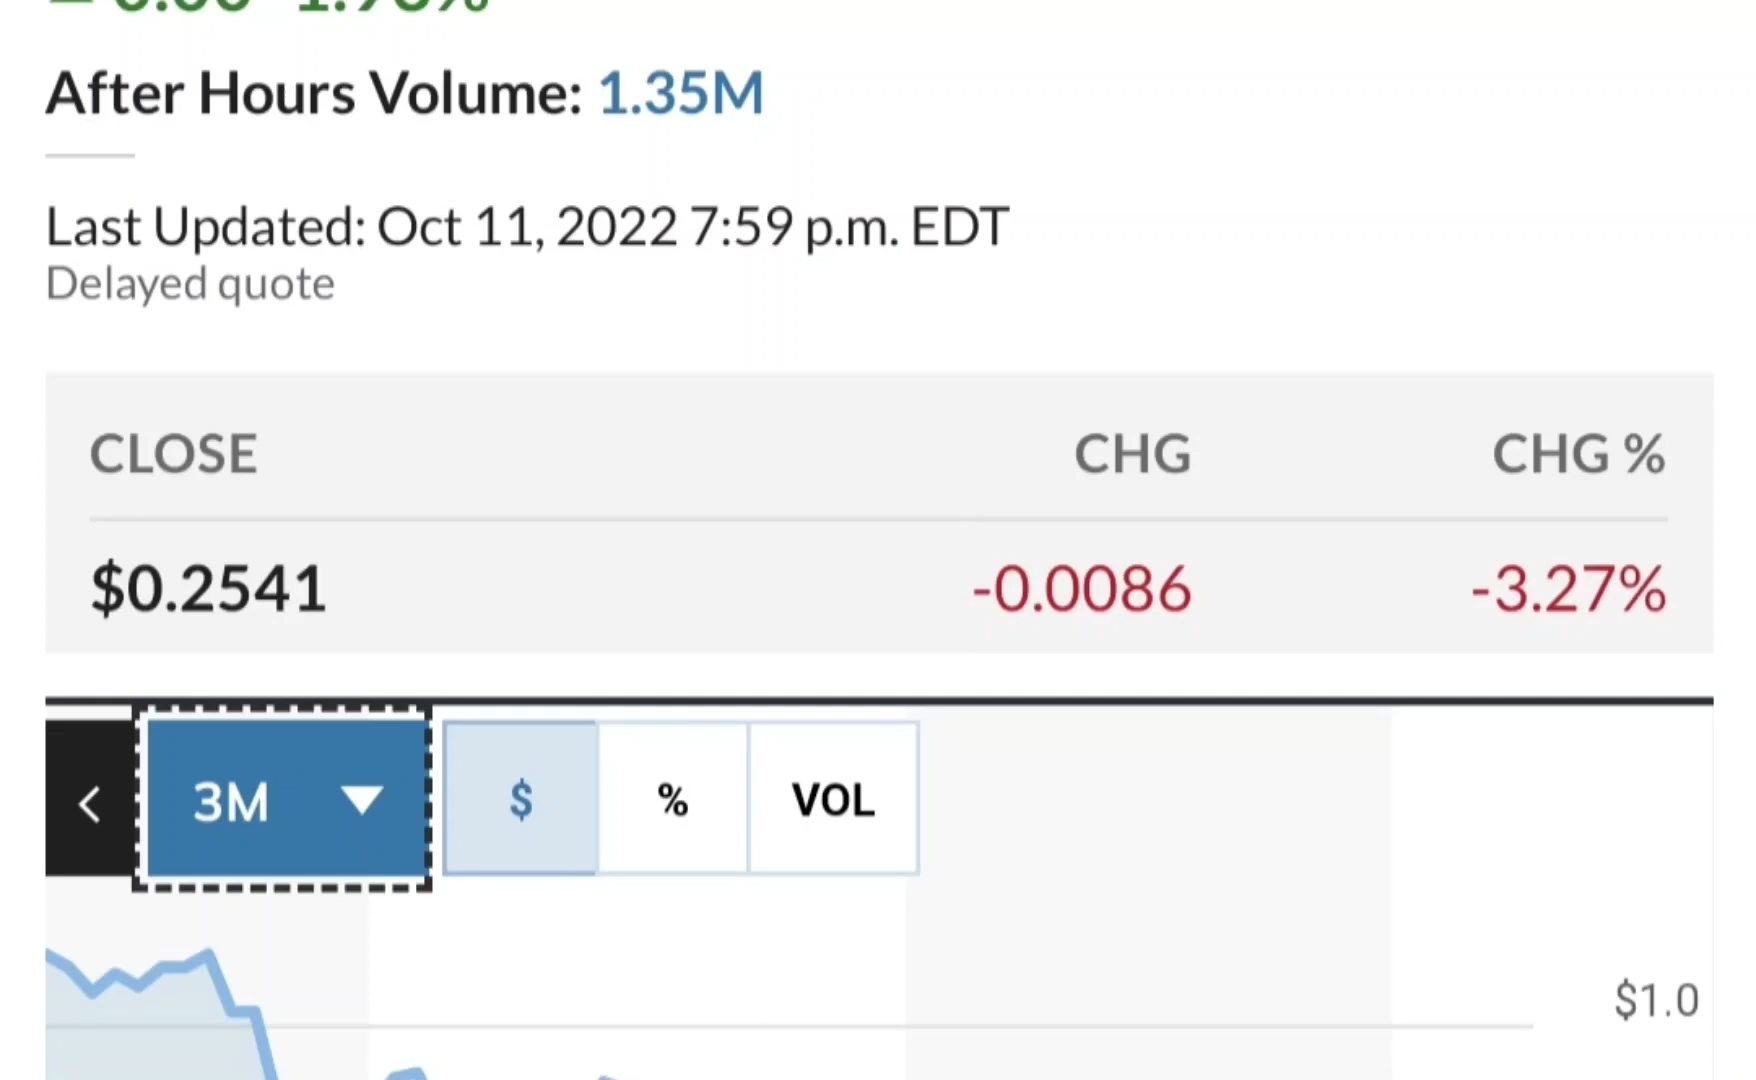 After Hours Volume: 1.35M
Last Updated: Oct 11, 2022 7:59 p.m. EDT
Delayed quote
CLOSE CHG CHG %
$0.2541 -0.0086 -3.27%
< 3M $ % VOL
$1.0